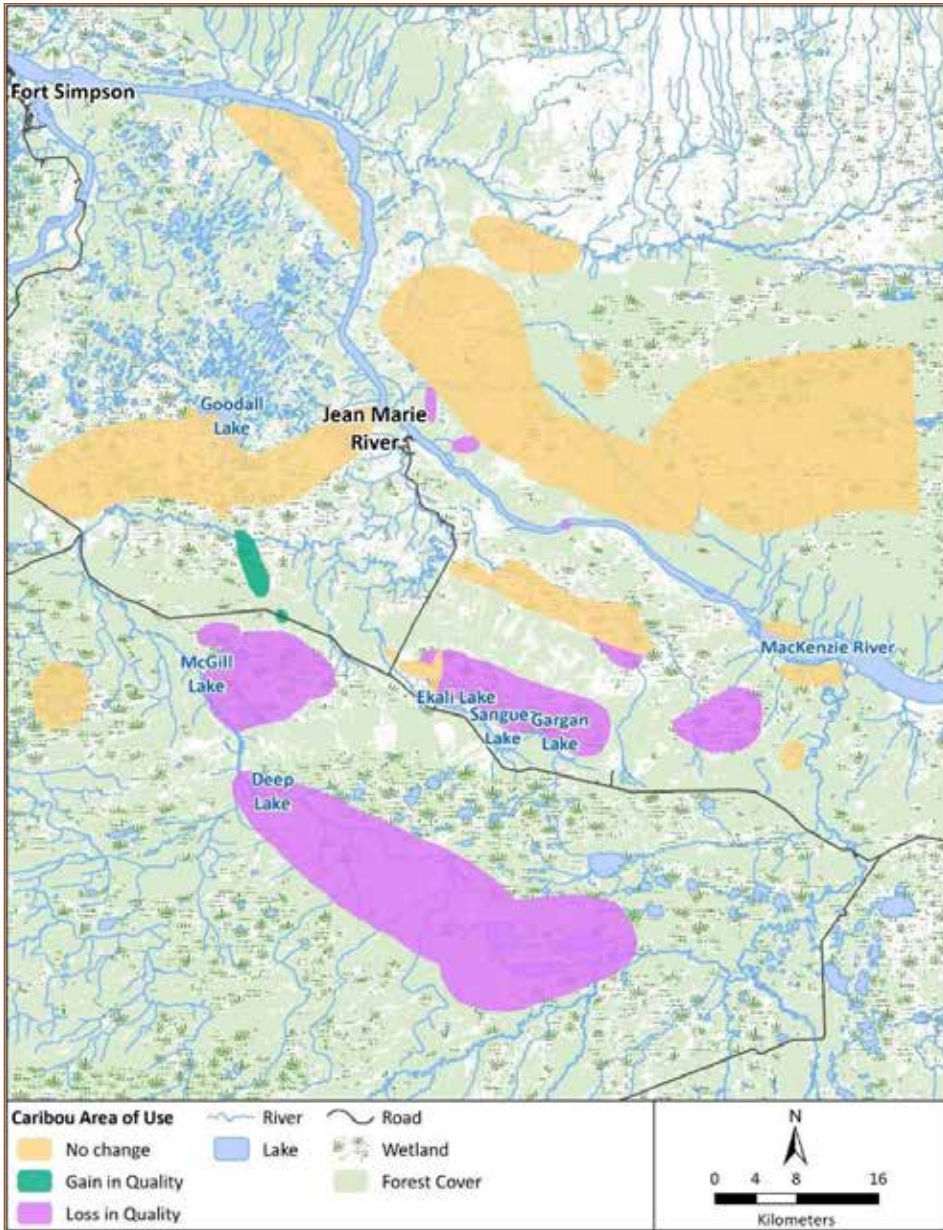 Fort Simpson
Goodall
Lake
Jean Marie
River
McGill
Lake
MacKenzie River
Ekali Lake
Sangue
Lake
Gargan
Lake
Deep
Lake
Caribou Area of Use
No change
Gain in Quality
Loss in Quality
River
Lake
Road
Wetland
Forest Cover
N
0 4 8 16
Kilometers